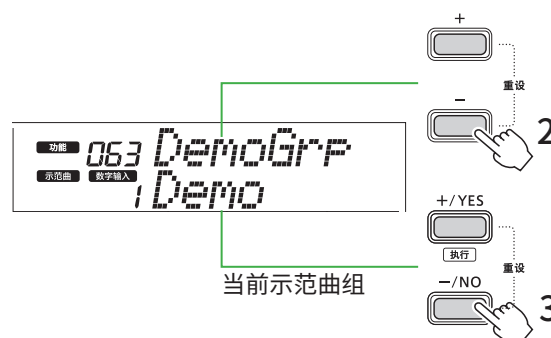 +
重设
−
2
功能 063 DemoGrp
示范曲 数字输入 1 Demo
+/YES
执行
重设
当前示范曲组
−/NO
3